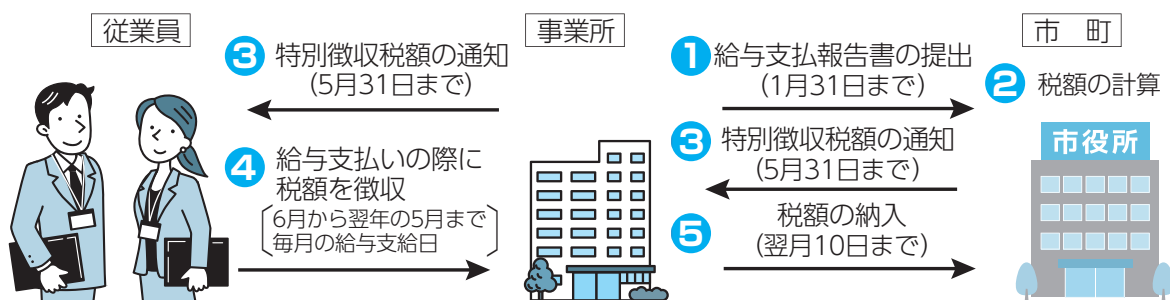 従業員
事業所
市 町
3 特別徴収税額の通知
(5月31日まで)
1 給与支払報告書の提出
(1月31日まで)
2 税額の計算
4 給与支払いの際に
税額を徴収
6月から翌年の5月まで
毎月の給与支給日
3 特別徴収税額の通知
(5月31日まで)
5 税額の納入
(翌月10日まで)
市役所